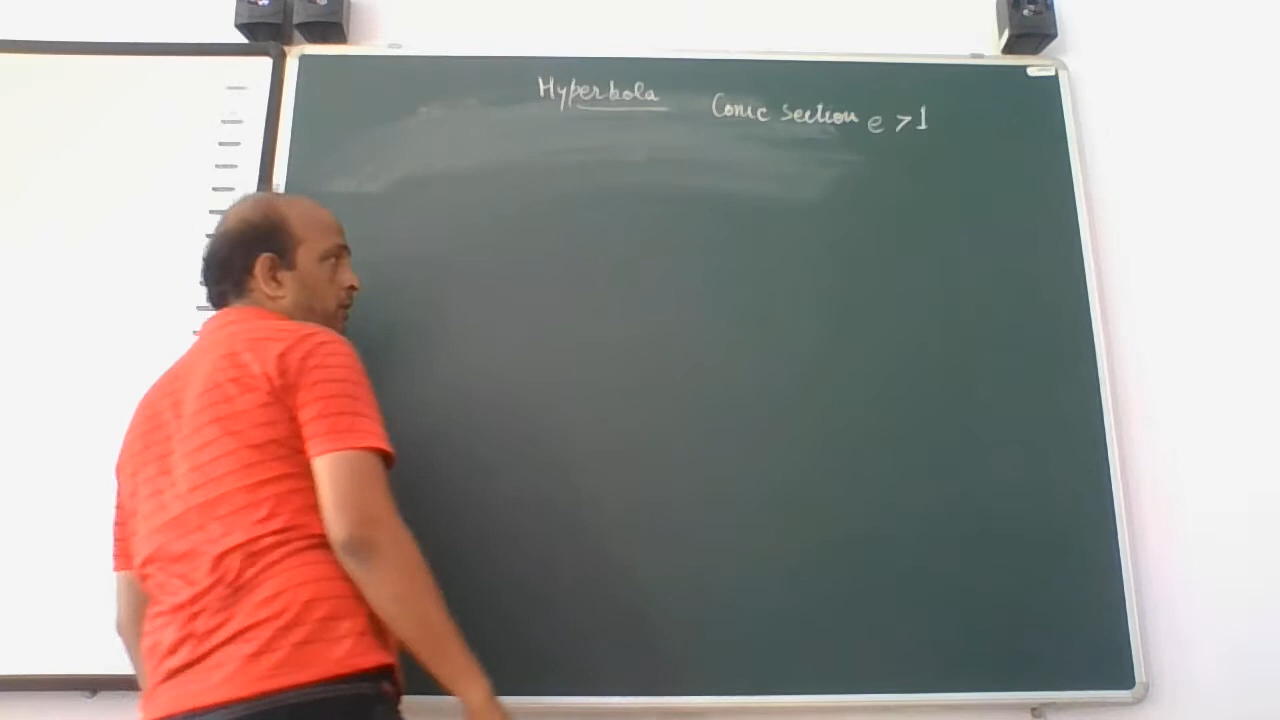 Hyperbola
Conic section e > 1